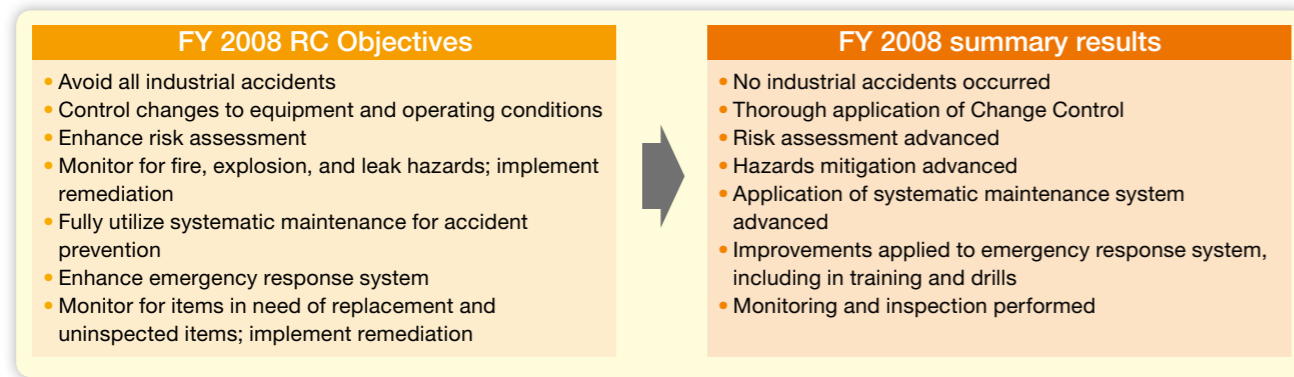 FY 2008 RC Objectives
• Avoid all industrial accidents
• Control changes to equipment and operating conditions
• Enhance risk assessment
• Monitor for fire, explosion, and leak hazards; implement
remediation
• Fully utilize systematic maintenance for accident
prevention
• Enhance emergency response system
• Monitor for items in need of replacement and
uninspected items; implement remediation
FY 2008 summary results
• No industrial accidents occurred
• Thorough application of Change Control
• Risk assessment advanced
• Hazards mitigation advanced
• Application of systematic maintenance system
advanced
• Improvements applied to emergency response system,
including in training and drills
• Monitoring and inspection performed